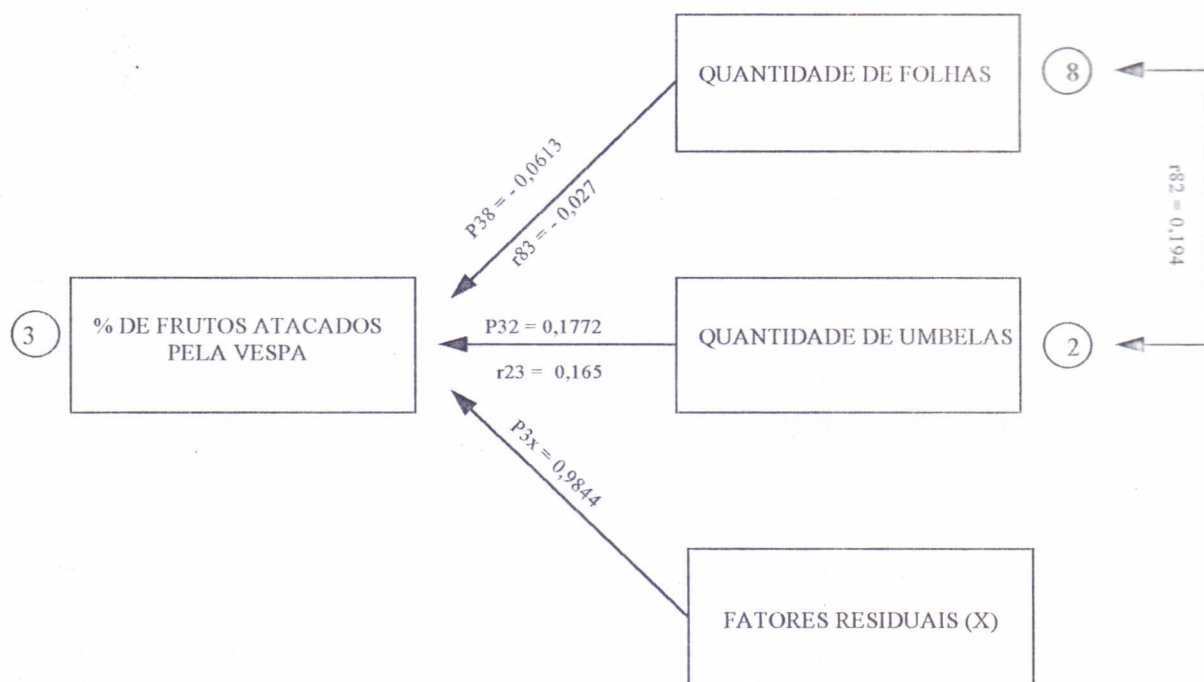 QUANTIDADE DE FOLHAS
8
P38 = - 0,0613
r83 = - 0,027
r82 = 0,194
3
% DE FRUTOS ATACADOS
PELA VESPA
P32 = 0,1772
r23 = 0,165
QUANTIDADE DE UMBELAS
2
P3x = 0,9844
FATORES RESIDUAIS (X)